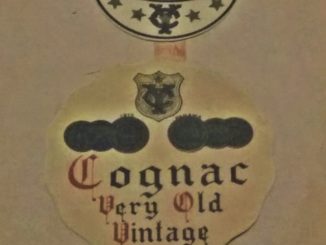 Cognac
Very Old
Vintage